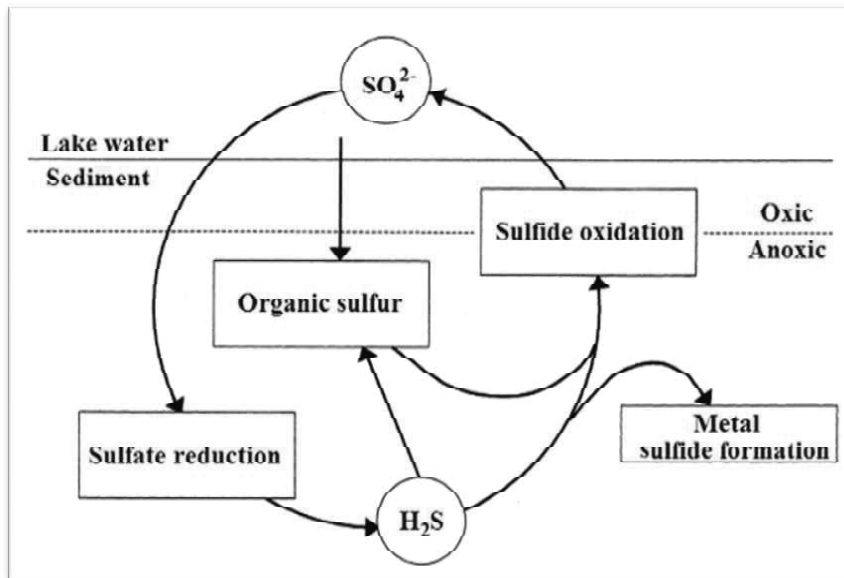 SO₄²⁻
Lake water
Sediment
Sulfide oxidation
Oxic
Anoxic
Organic sulfur
Sulfate reduction
Metal
sulfide formation
H₂S